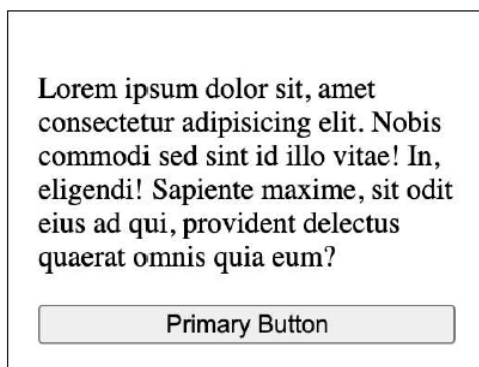 Lorem ipsum dolor sit, amet
consectetur adipisicing elit. Nobis
commodi sed sint id illo vitae! In,
eligendi! Sapiente maxime, sit odit
eius ad qui, provident delectus
quaerat omnis quia eum?
Primary Button